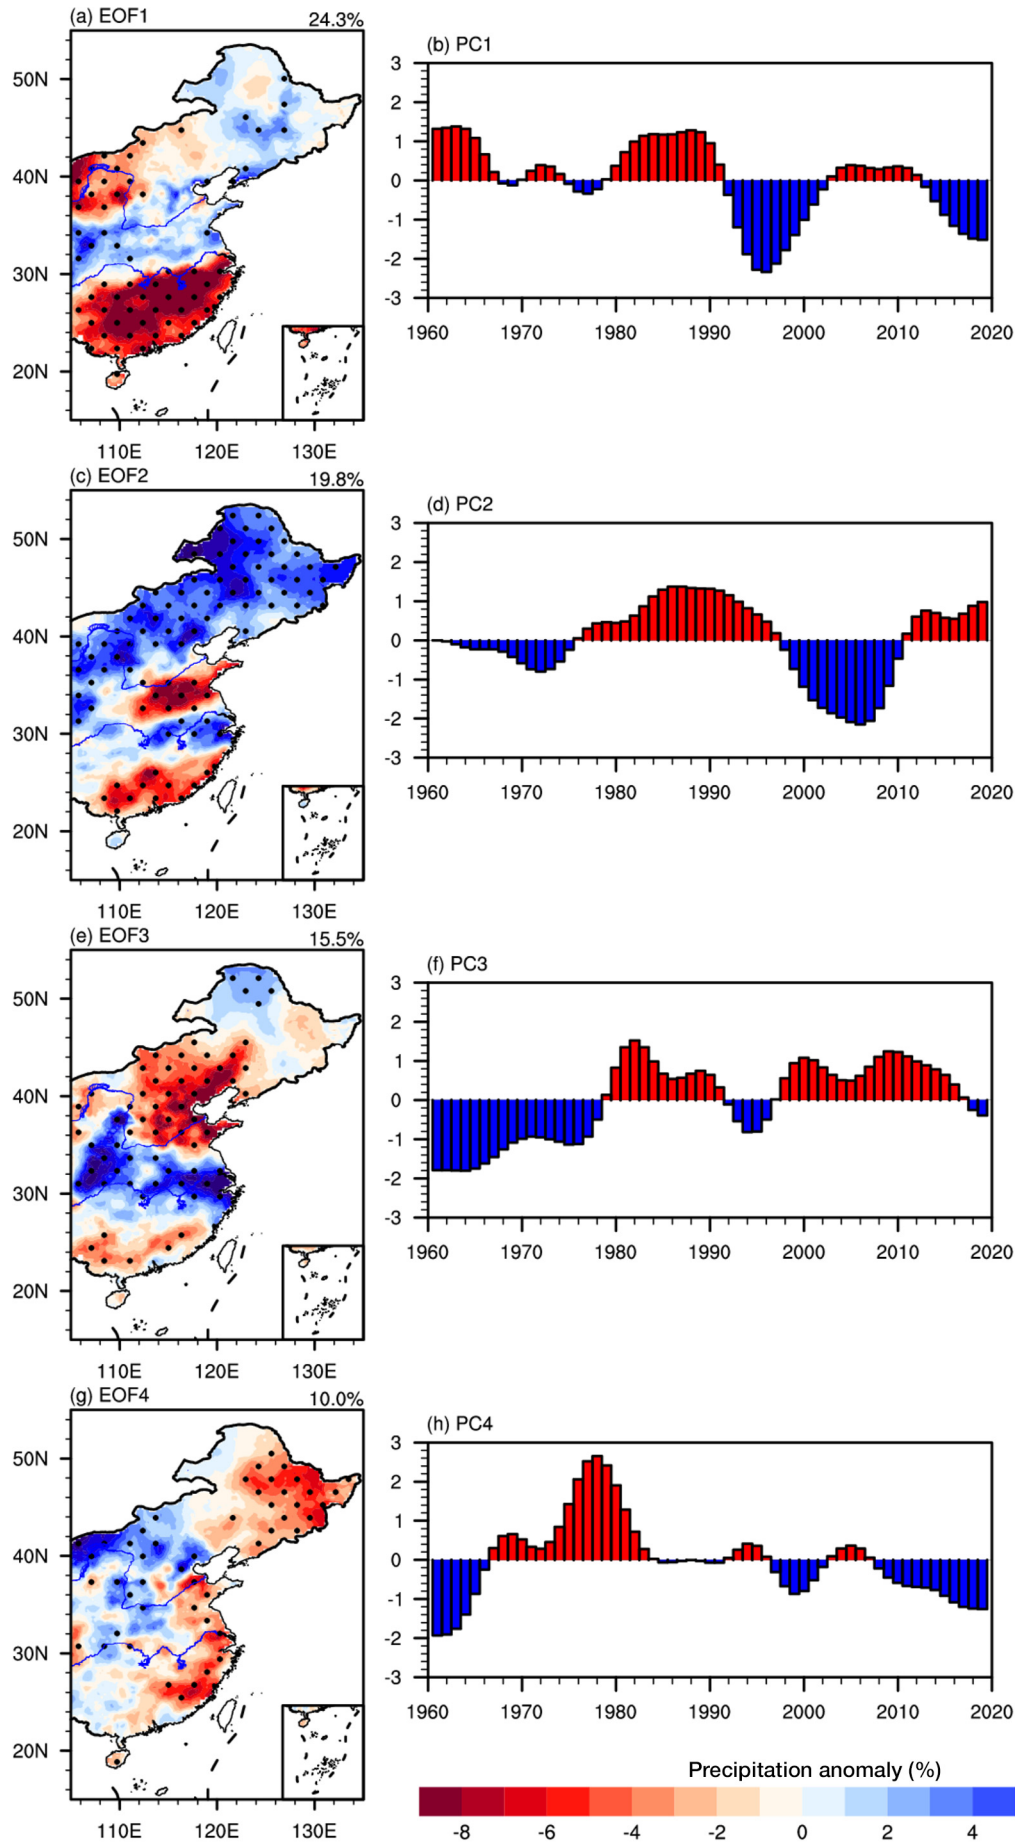 (a) EOF1 24.3%
50N
40N
30N
20N
110E 120E 130E
(b) PC1
3
2
1
0
-1
-2
-3
1960 1970 1980 1990 2000 2010 2020
(c) EOF2 19.8%
50N
40N
30N
20N
110E 120E 130E
(d) PC2
3
2
1
0
-1
-2
-3
1960 1970 1980 1990 2000 2010 2020
(e) EOF3 15.5%
50N
40N
30N
20N
110E 120E 130E
(f) PC3
3
2
1
0
-1
-2
-3
1960 1970 1980 1990 2000 2010 2020
(g) EOF4 10.0%
50N
40N
30N
20N
110E 120E 130E
(h) PC4
3
2
1
0
-1
-2
-3
1960 1970 1980 1990 2000 2010 2020
Precipitation anomaly (%)
-8 -6 -4 -2 0 2 4